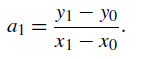 a₁ = (y₁ − y₀) / (x₁ − x₀).